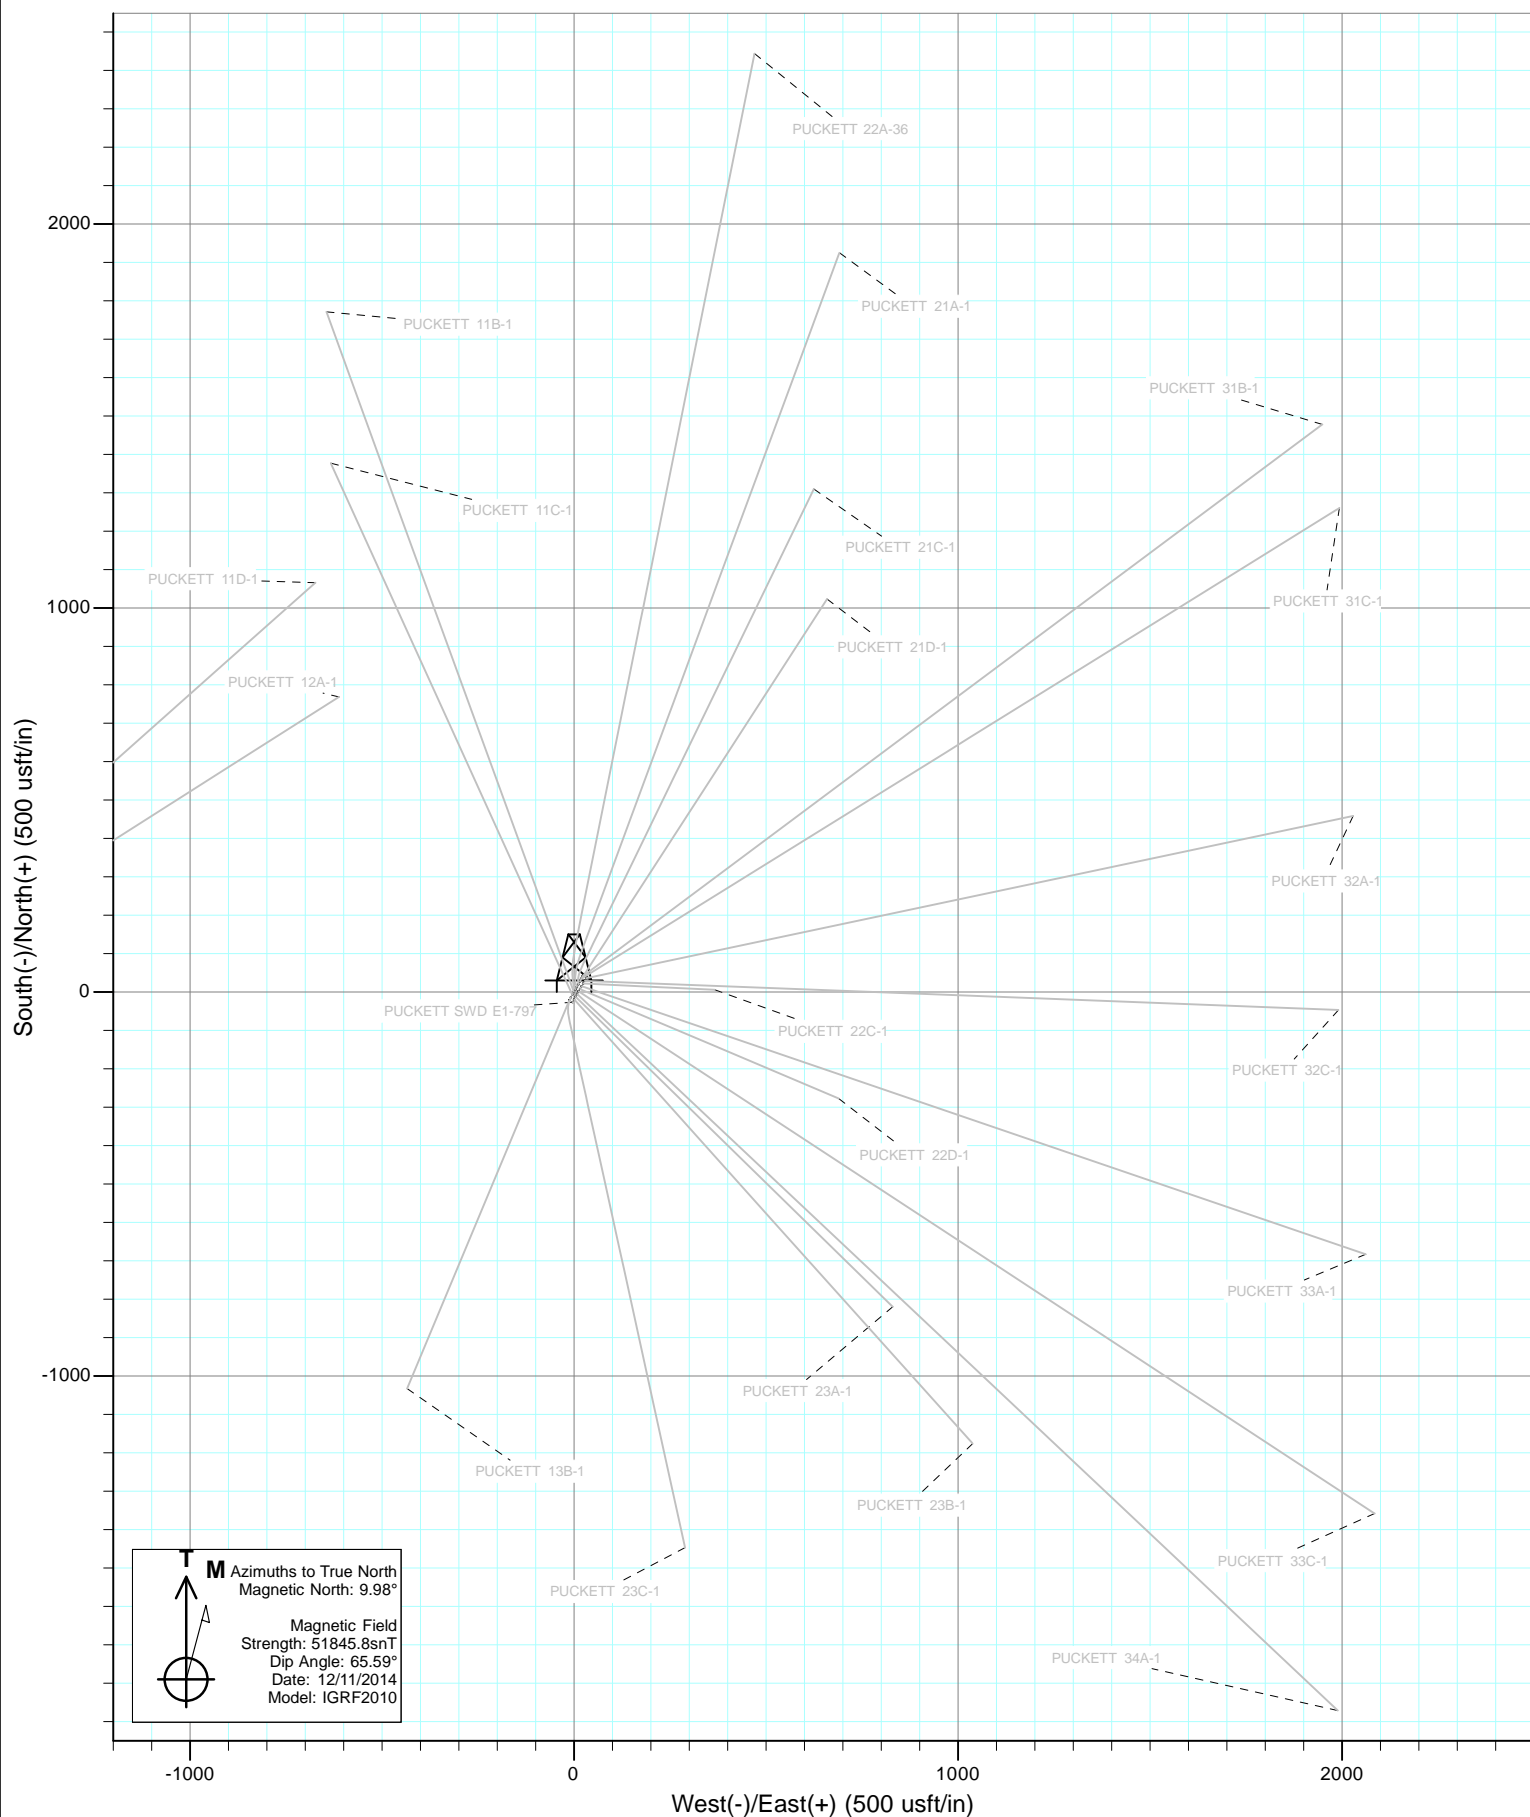 PUCKETT 22A-36
2000
PUCKETT 21A-1
PUCKETT 11B-1
PUCKETT 31B-1
PUCKETT 11C-1
PUCKETT 21C-1
PUCKETT 11D-1
PUCKETT 31C-1
1000
PUCKETT 21D-1
PUCKETT 12A-1
South(-)/North(+) (500 usft/in)
PUCKETT 32A-1
0
PUCKETT SWD E1-797
PUCKETT 22C-1
PUCKETT 32C-1
PUCKETT 22D-1
PUCKETT 33A-1
-1000
PUCKETT 23A-1
PUCKETT 13B-1
PUCKETT 23B-1
PUCKETT 33C-1
PUCKETT 23C-1
PUCKETT 34A-1
T
M
Azimuths to True North
Magnetic North: 9.98°
Magnetic Field
Strength: 51845.8snT
Dip Angle: 65.59°
Date: 12/11/2014
Model: IGRF2010
-1000
0
1000
2000
West(-)/East(+) (500 usft/in)